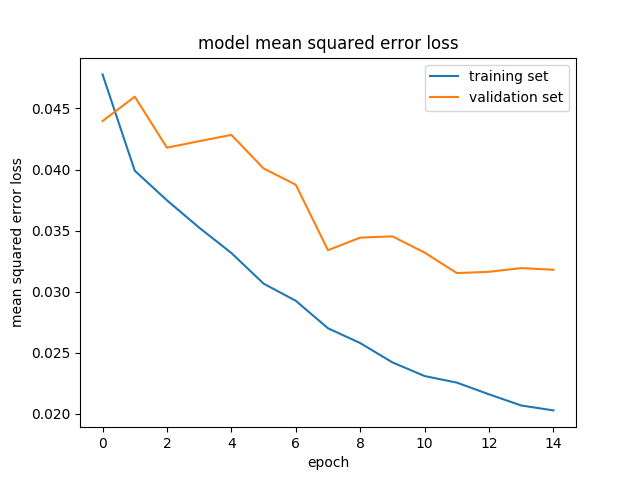 model mean squared error loss
training set
validation set
0.045
0.040
0.035
0.030
0.025
0.020
mean squared error loss
0 2 4 6 8 10 12 14
epoch